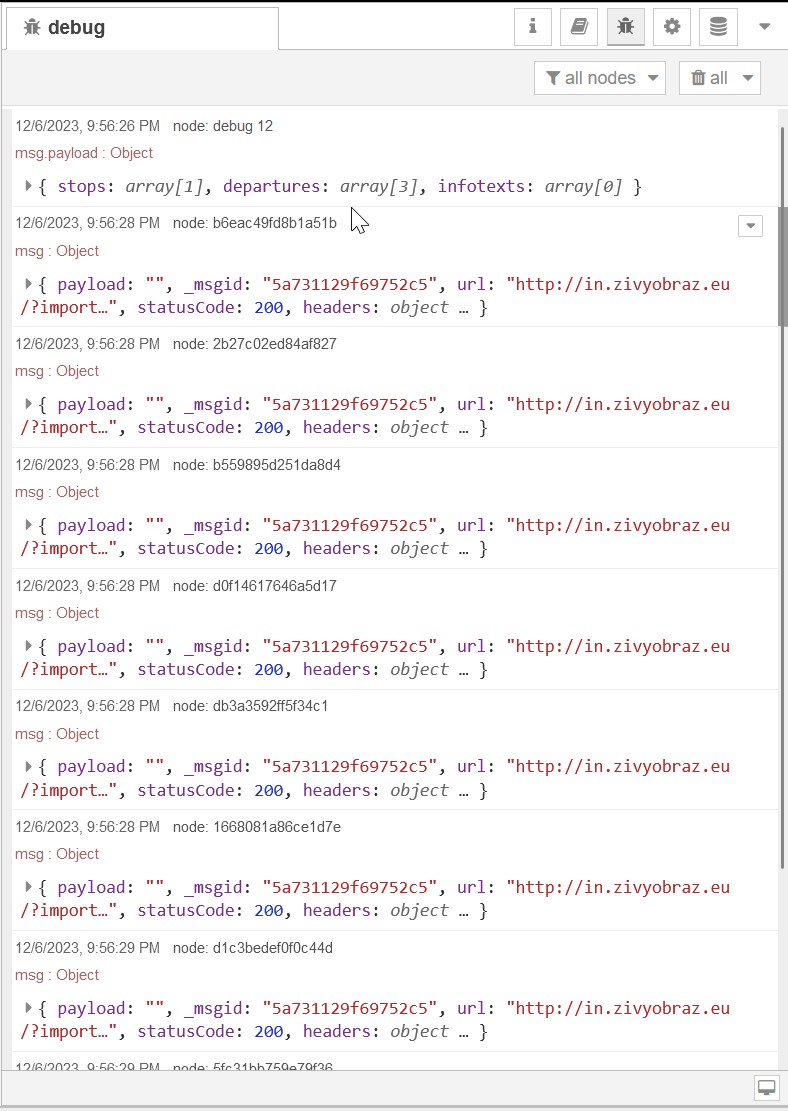 debug
all nodes all
12/6/2023, 9:56:26 PM node: debug 12
msg.payload : Object
{ stops: array[1], departures: array[3], infotexts: array[0] }
12/6/2023, 9:56:28 PM node: b6eac49fd8b1a51b
msg : Object
{ payload: "", _msgid: "5a731129f69752c5", url: "http://in.zivyobraz.eu
/?import…", statusCode: 200, headers: object … }
12/6/2023, 9:56:28 PM node: 2b27c02ed84af827
msg : Object
{ payload: "", _msgid: "5a731129f69752c5", url: "http://in.zivyobraz.eu
/?import…", statusCode: 200, headers: object … }
12/6/2023, 9:56:28 PM node: b559895d251da8d4
msg : Object
{ payload: "", _msgid: "5a731129f69752c5", url: "http://in.zivyobraz.eu
/?import…", statusCode: 200, headers: object … }
12/6/2023, 9:56:28 PM node: d0f14617646a5d17
msg : Object
{ payload: "", _msgid: "5a731129f69752c5", url: "http://in.zivyobraz.eu
/?import…", statusCode: 200, headers: object … }
12/6/2023, 9:56:28 PM node: db3a3592ff5f34c1
msg : Object
{ payload: "", _msgid: "5a731129f69752c5", url: "http://in.zivyobraz.eu
/?import…", statusCode: 200, headers: object … }
12/6/2023, 9:56:28 PM node: 1668081a86ce1d7e
msg : Object
{ payload: "", _msgid: "5a731129f69752c5", url: "http://in.zivyobraz.eu
/?import…", statusCode: 200, headers: object … }
12/6/2023, 9:56:29 PM node: d1c3bedef0f0c44d
msg : Object
{ payload: "", _msgid: "5a731129f69752c5", url: "http://in.zivyobraz.eu
/?import…", statusCode: 200, headers: object … }
12/6/2023, 9:56:29 PM node: 5fc31bb759e79f36